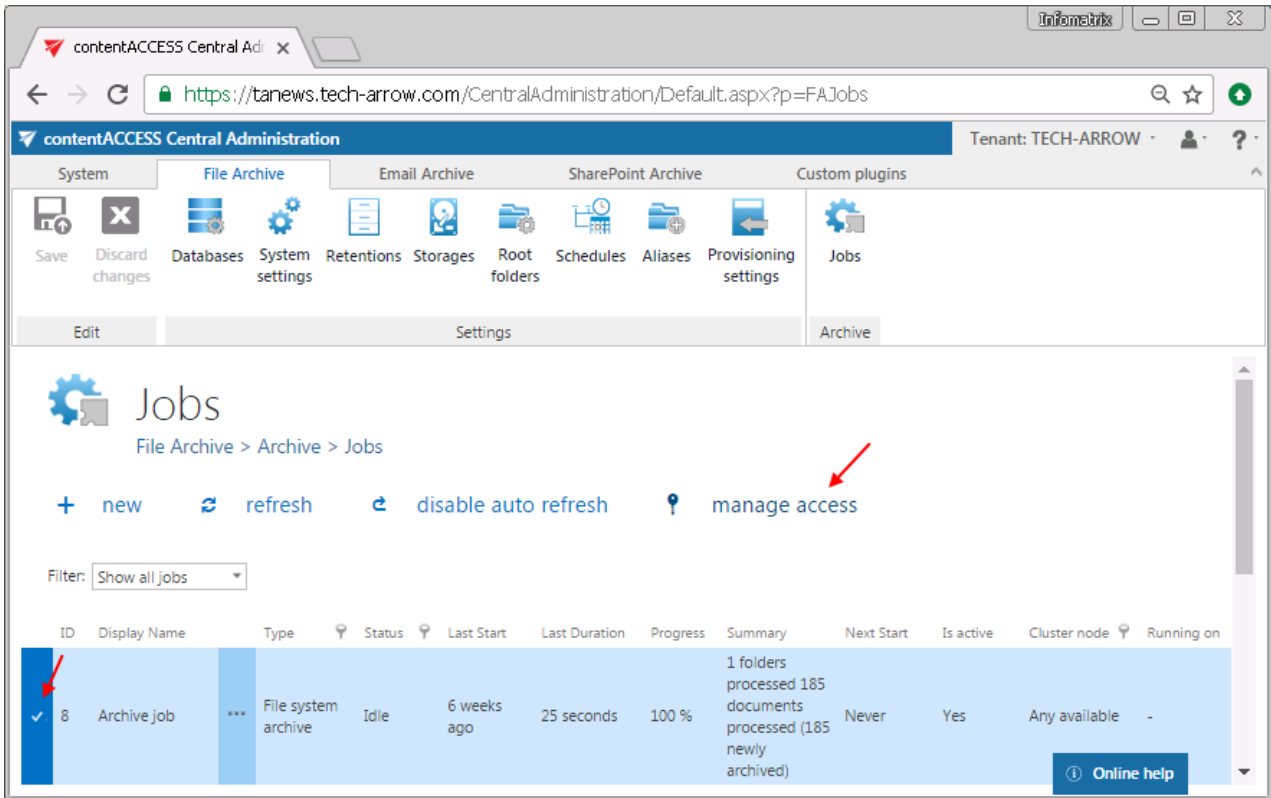 Infomatrix
contentACCESS Central Ad
https://tanews.tech-arrow.com/CentralAdministration/Default.aspx?p=FAJobs
contentACCESS Central Administration
Tenant: TECH-ARROW
?
System File Archive Email Archive SharePoint Archive Custom plugins
Save Discard Databases System Retentions Storages Root Schedules Aliases Provisioning Jobs
changes settings folders settings
Edit Settings Archive
Jobs
File Archive > Archive > Jobs
+ new refresh disable auto refresh manage access
Filter: Show all jobs
ID Display Name Type Status Last Start Last Duration Progress Summary Next Start Is active Cluster node Running on
1 folders
processed 185
File system 6 weeks documents
8 Archive job ... Idle 25 seconds 100 % Never Yes Any available -
archive ago processed (185
newly
archived)
Online help